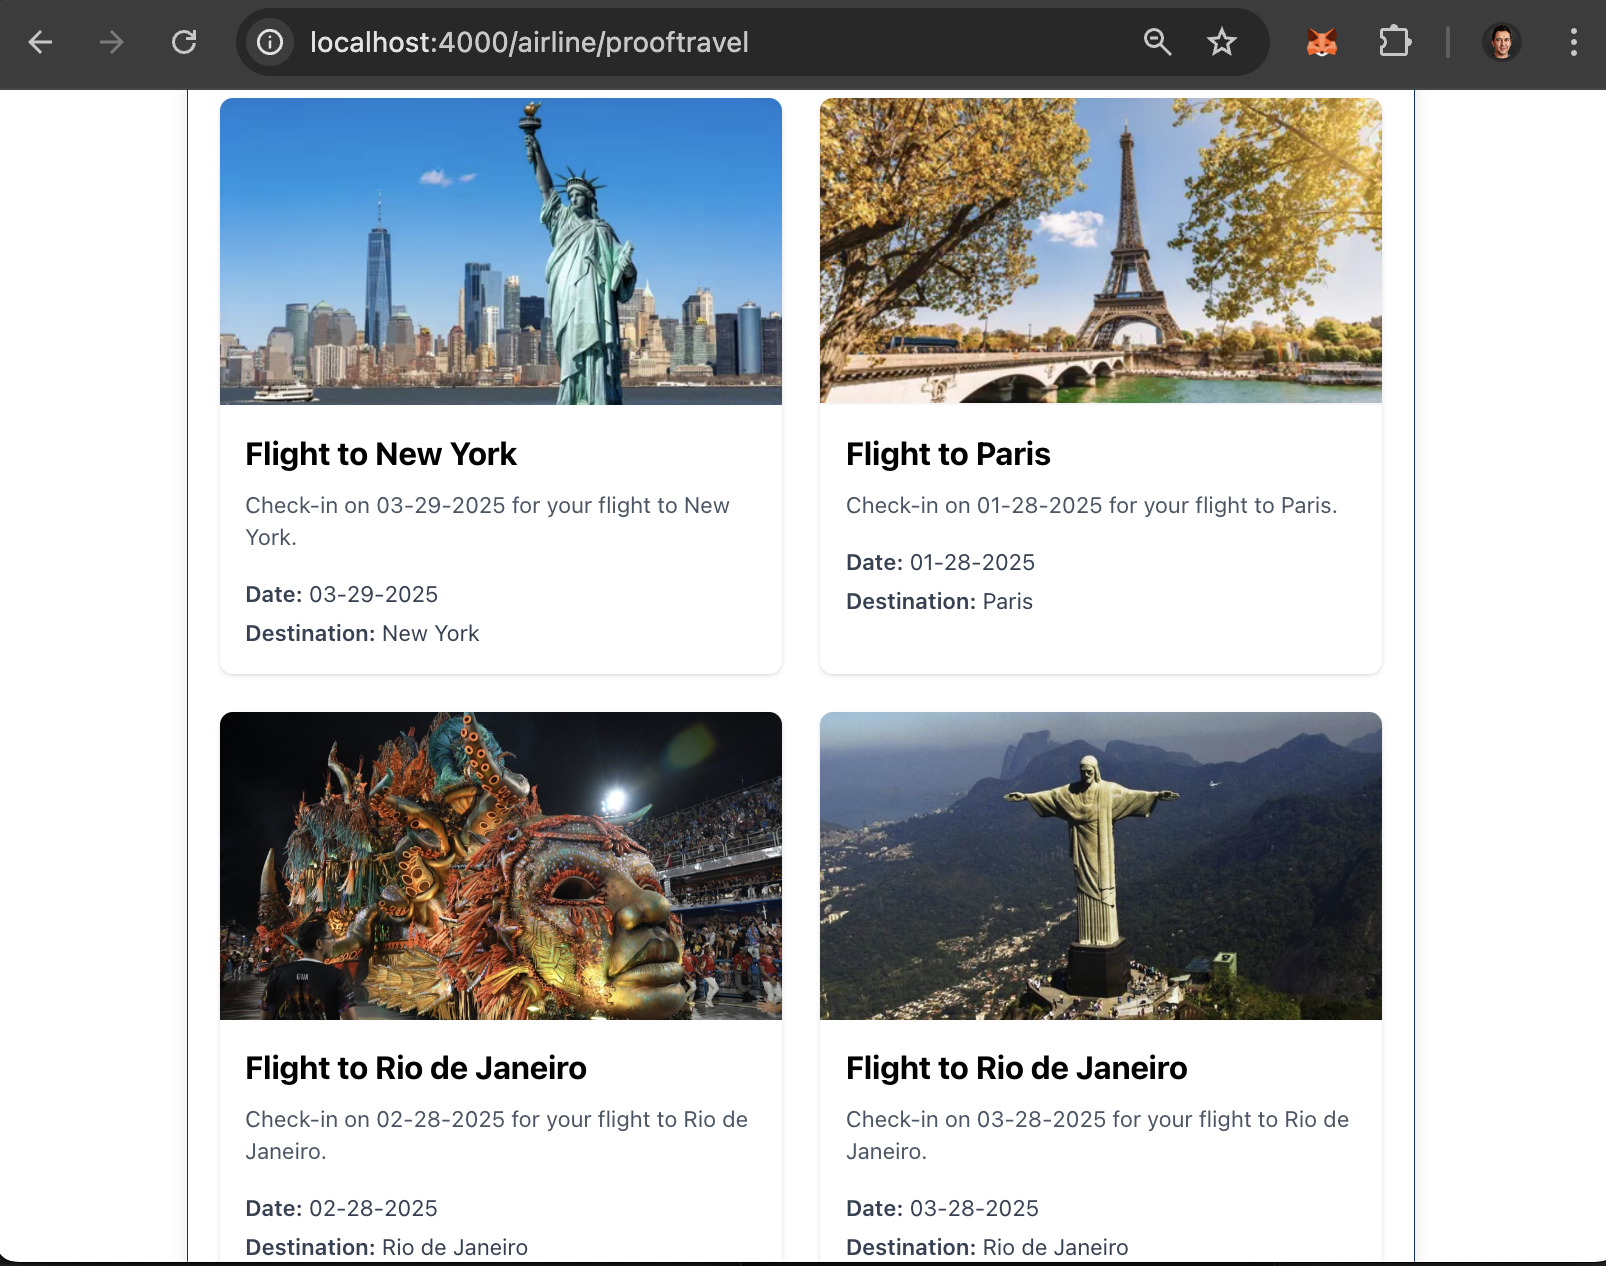 localhost:4000/airline/prooftravel
Flight to New York
Check-in on 03-29-2025 for your flight to New
York.
Date: 03-29-2025
Destination: New York
Flight to Paris
Check-in on 01-28-2025 for your flight to Paris.
Date: 01-28-2025
Destination: Paris
Flight to Rio de Janeiro
Check-in on 02-28-2025 for your flight to Rio de
Janeiro.
Date: 02-28-2025
Destination: Rio de Janeiro
Flight to Rio de Janeiro
Check-in on 03-28-2025 for your flight to Rio de
Janeiro.
Date: 03-28-2025
Destination: Rio de Janeiro